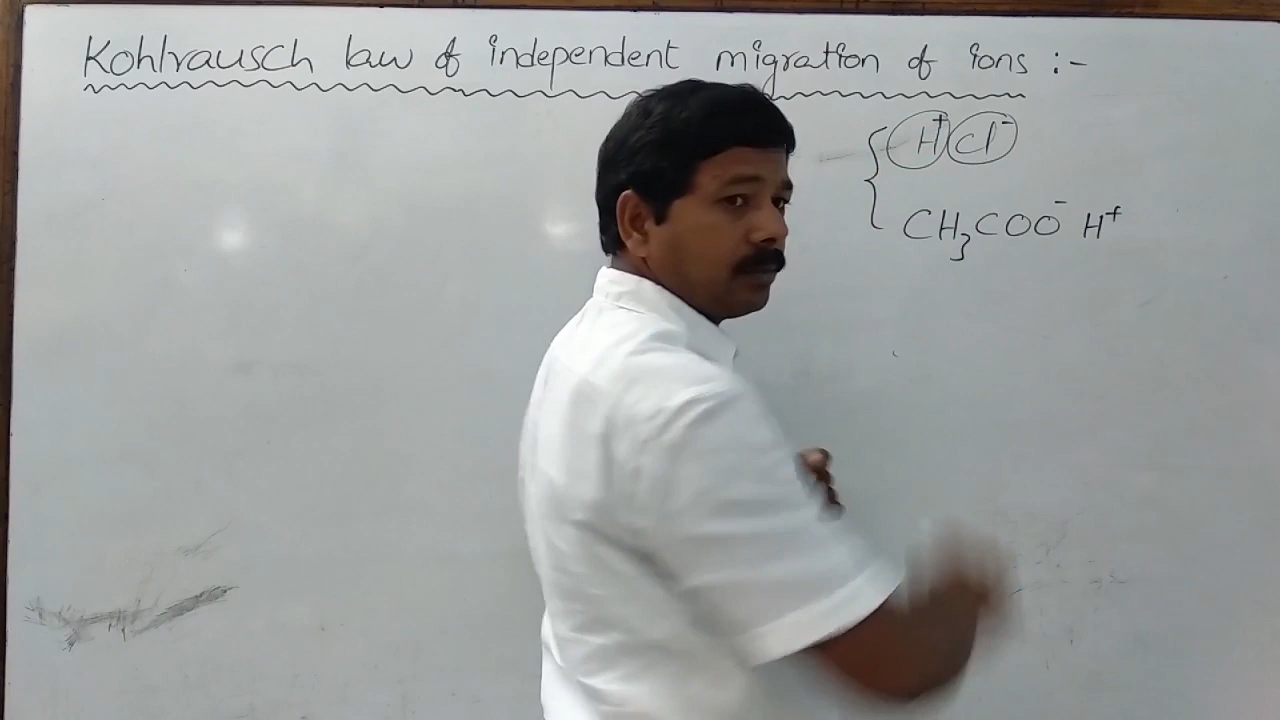 Kohlrausch law of independent migration of ions :-
H⁺ Cl⁻
CH₃COO⁻ H⁺